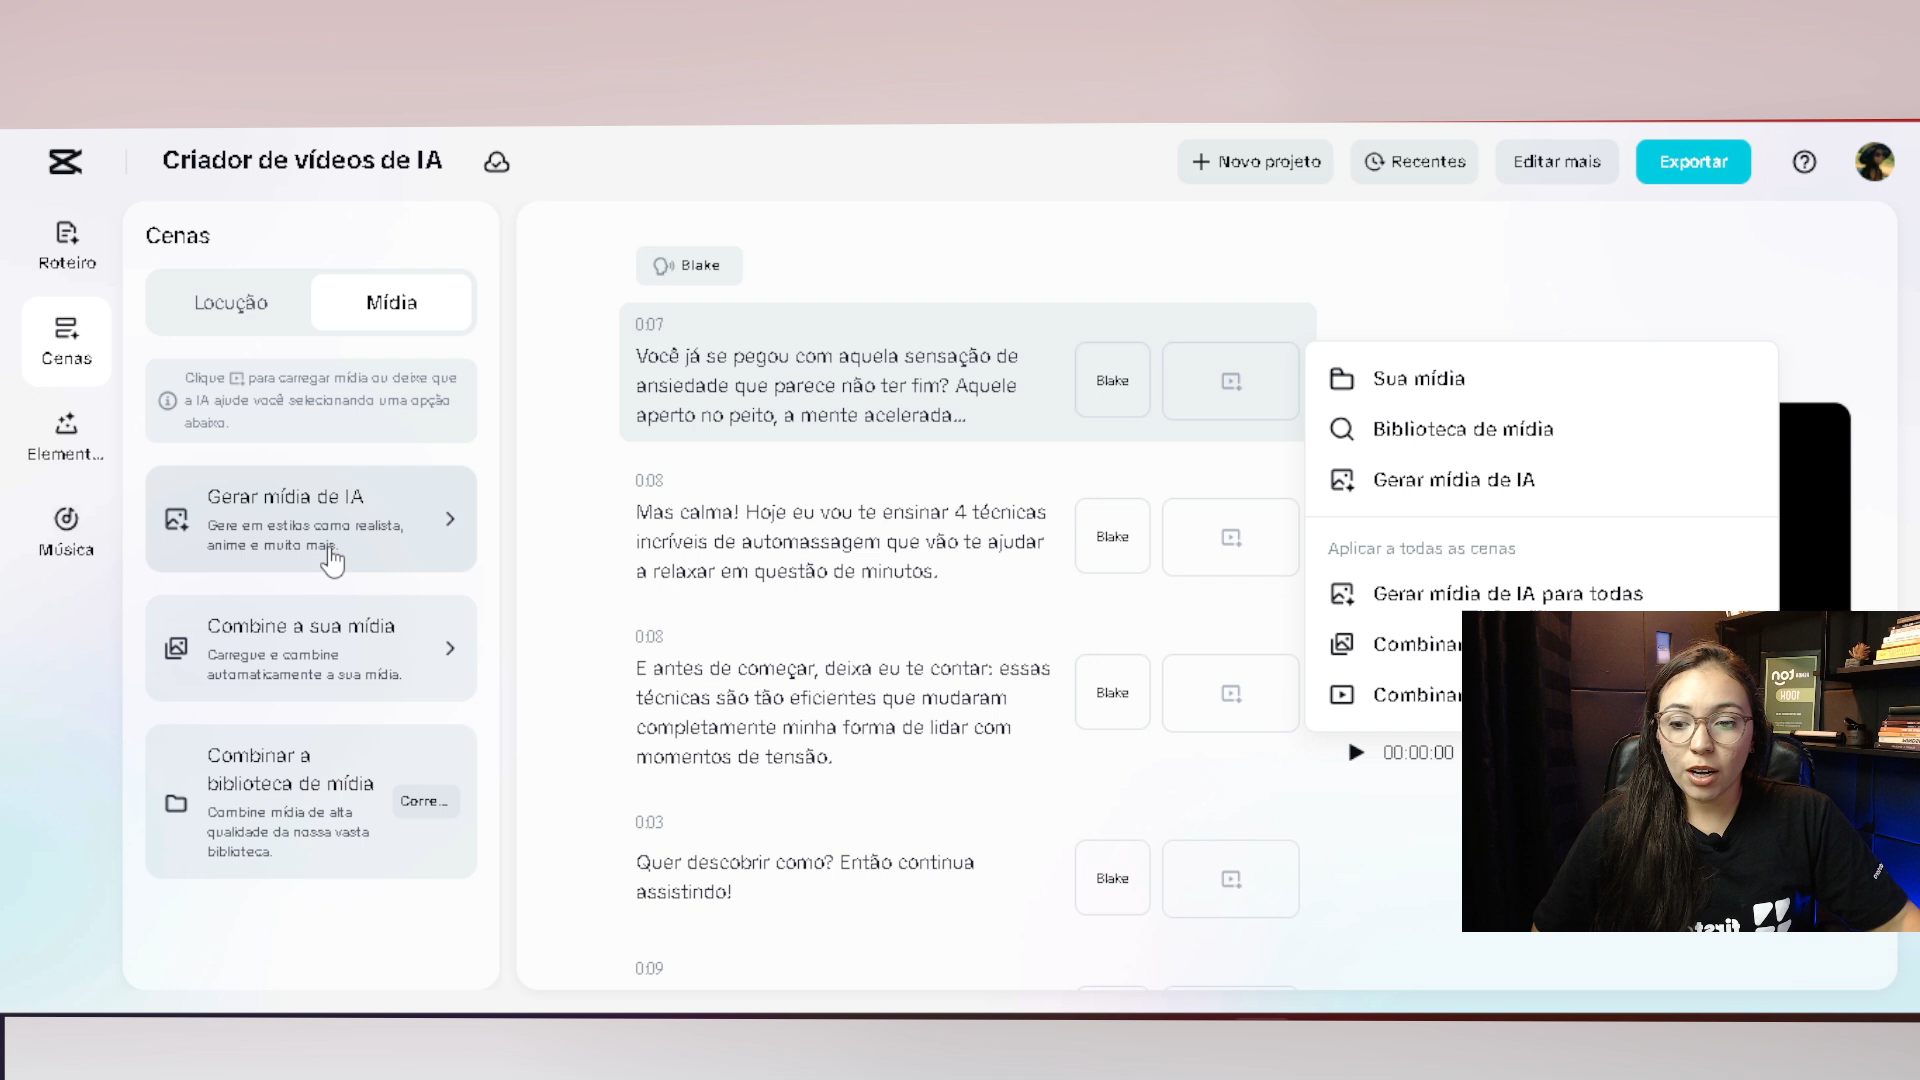 Criador de vídeos de IA
Novo projeto
Recentes
Editar mais
Exportar
Roteiro
Cenas
Element...
Música
Cenas
Locução
Mídia
Clique para carregar mídia ou deixe que
a IA ajude você selecionando uma opção
abaixo.
Gerar mídia de IA
Gere em estilos como realista,
anime e muito mais.
Combine a sua mídia
Carregue e combine
automaticamente a sua mídia.
Combinar a
biblioteca de mídia
Combine mídia de alta
qualidade da nossa vasta
biblioteca.
Corre...
Blake
0:07
Você já se pegou com aquela sensação de
ansiedade que parece não ter fim? Aquele
aperto no peito, a mente acelerada...
Blake
0:08
Mas calma! Hoje eu vou te ensinar 4 técnicas
incríveis de automassagem que vão te ajudar
a relaxar em questão de minutos.
Blake
0:08
E antes de começar, deixa eu te contar: essas
técnicas são tão eficientes que mudaram
completamente minha forma de lidar com
momentos de tensão.
Blake
0:03
Quer descobrir como? Então continua
assistindo!
Blake
0:09
Sua mídia
Biblioteca de mídia
Gerar mídia de IA
Aplicar a todas as cenas
Gerar mídia de IA para todas
Combinar
Combinar
00:00:00